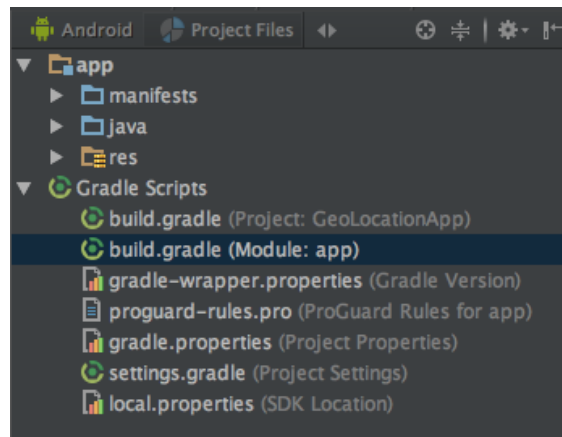 Android Project Files
app
manifests
java
res
Gradle Scripts
build.gradle (Project: GeoLocationApp)
build.gradle (Module: app)
gradle-wrapper.properties (Gradle Version)
proguard-rules.pro (ProGuard Rules for app)
gradle.properties (Project Properties)
settings.gradle (Project Settings)
local.properties (SDK Location)